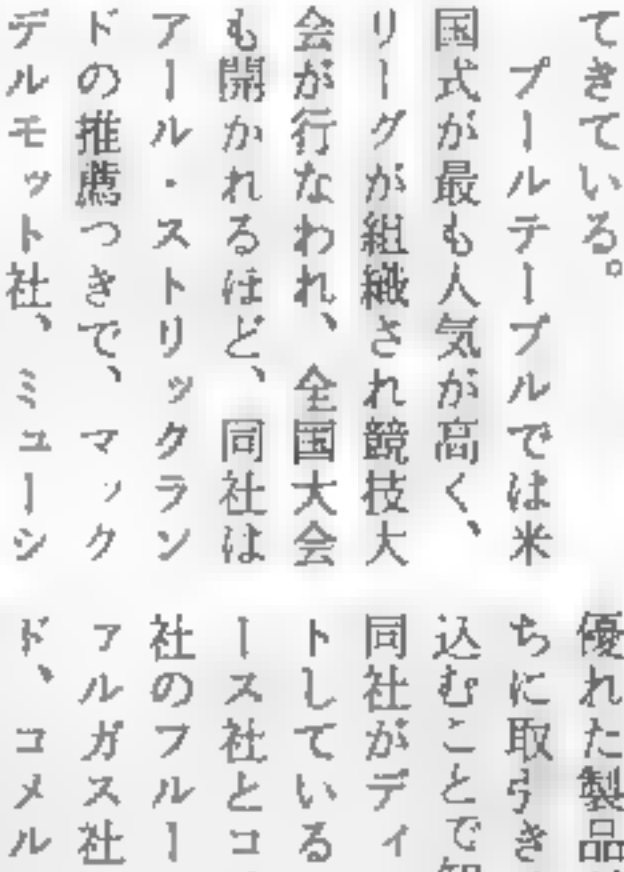 てきている。
プールテーブルでは米
国式が最も人気が高く、
リーグが組織され競技大
会が行なわれ、全国大会
も開かれるほど、同社は
アール・ストリックラン
ドの推薦つきで、マック
デルモット社、ミューシ
優れた製品
ちに取引き
込むことで
同社がディ
トしている
ース社とコ
社のフルー
ァルガス社
ド、コメル